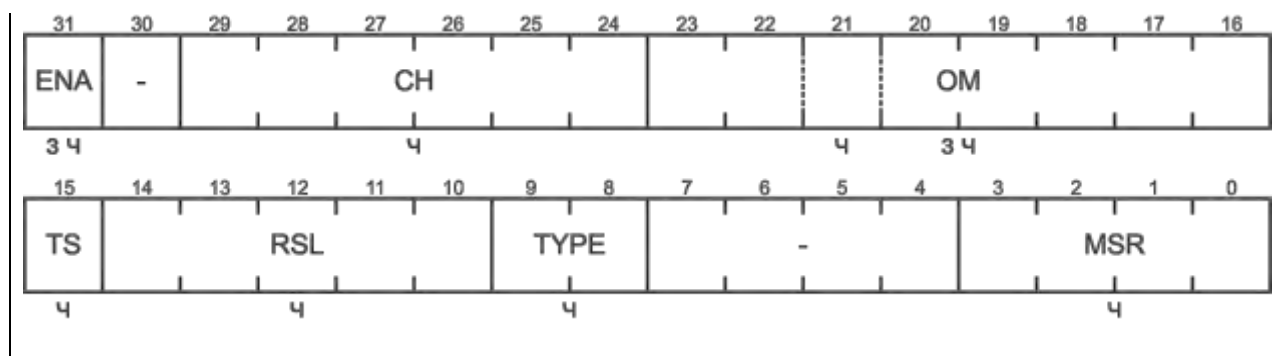 31 30 29 28 27 26 25 24 23 22 21 20 19 18 17 16
ENA - CH OM
З Ч Ч Ч З Ч
15 14 13 12 11 10 9 8 7 6 5 4 3 2 1 0
TS RSL TYPE - MSR
Ч Ч Ч Ч